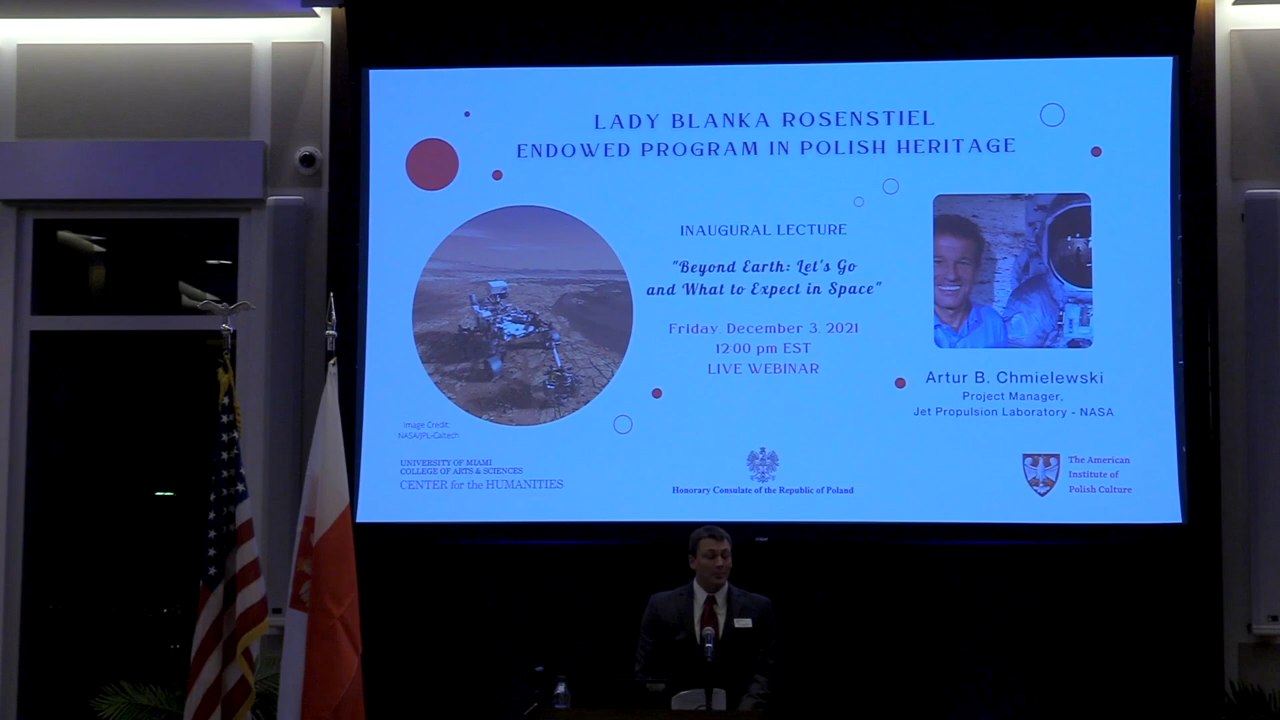 LADY BLANKA ROSENSTIEL
ENDOWED PROGRAM IN POLISH HERITAGE
INAUGURAL LECTURE
"Beyond Earth: Let's Go
and What to Expect in Space"
Friday, December 3, 2021
12:00 pm EST
LIVE WEBINAR
Artur B. Chmielewski
Project Manager,
Jet Propulsion Laboratory - NASA
Image Credit:
NASA/JPL-Caltech
UNIVERSITY OF MIAMI
COLLEGE OF ARTS & SCIENCES
CENTER for the HUMANITIES
Honorary Consulate of the Republic of Poland
The American
Institute of
Polish Culture